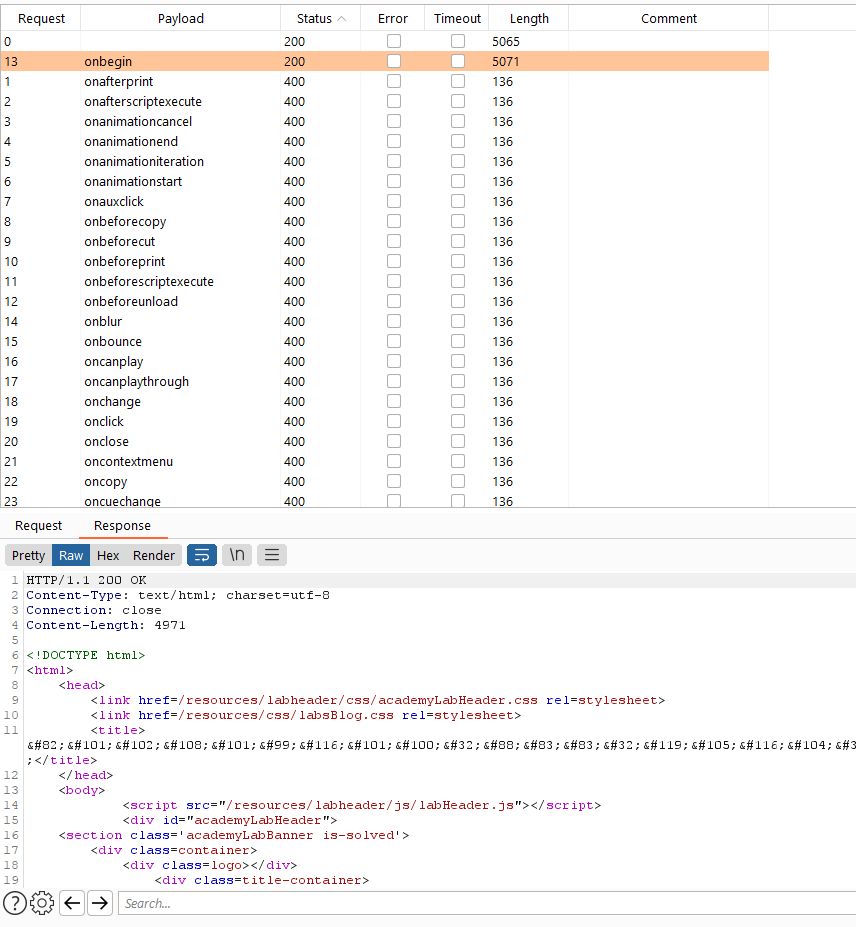 Request Payload Status Error Timeout Length Comment
0 200 5065
13 onbegin 200 5071
1 onafterprint 400 136
2 onafterscriptexecute 400 136
3 onanimationcancel 400 136
4 onanimationend 400 136
5 onanimationiteration 400 136
6 onanimationstart 400 136
7 onauxclick 400 136
8 onbeforecopy 400 136
9 onbeforecut 400 136
10 onbeforeprint 400 136
11 onbeforescriptexecute 400 136
12 onbeforeunload 400 136
14 onblur 400 136
15 onbounce 400 136
16 oncanplay 400 136
17 oncanplaythrough 400 136
18 onchange 400 136
19 onclick 400 136
20 onclose 400 136
21 oncontextmenu 400 136
22 oncopy 400 136
23 oncuechange 400 136
Request Response
Pretty Raw Hex Render \n
1 HTTP/1.1 200 OK
2 Content-Type: text/html; charset=utf-8
3 Connection: close
4 Content-Length: 4971
5
6 <!DOCTYPE html>
7 <html>
8 <head>
9 <link href=/resources/labheader/css/academyLabHeader.css rel=stylesheet>
10 <link href=/resources/css/labsBlog.css rel=stylesheet>
11 <title>
&#82;&#101;&#102;&#108;&#101;&#99;&#116;&#101;&#100;&#32;&#88;&#83;&#83;&#32;&#119;&#105;&#116;&#104;&#3
;</title>
12 </head>
13 <body>
14 <script src="/resources/labheader/js/labHeader.js"></script>
15 <div id="academyLabHeader">
16 <section class='academyLabBanner is-solved'>
17 <div class=container>
18 <div class=logo></div>
19 <div class=title-container>
? Search...